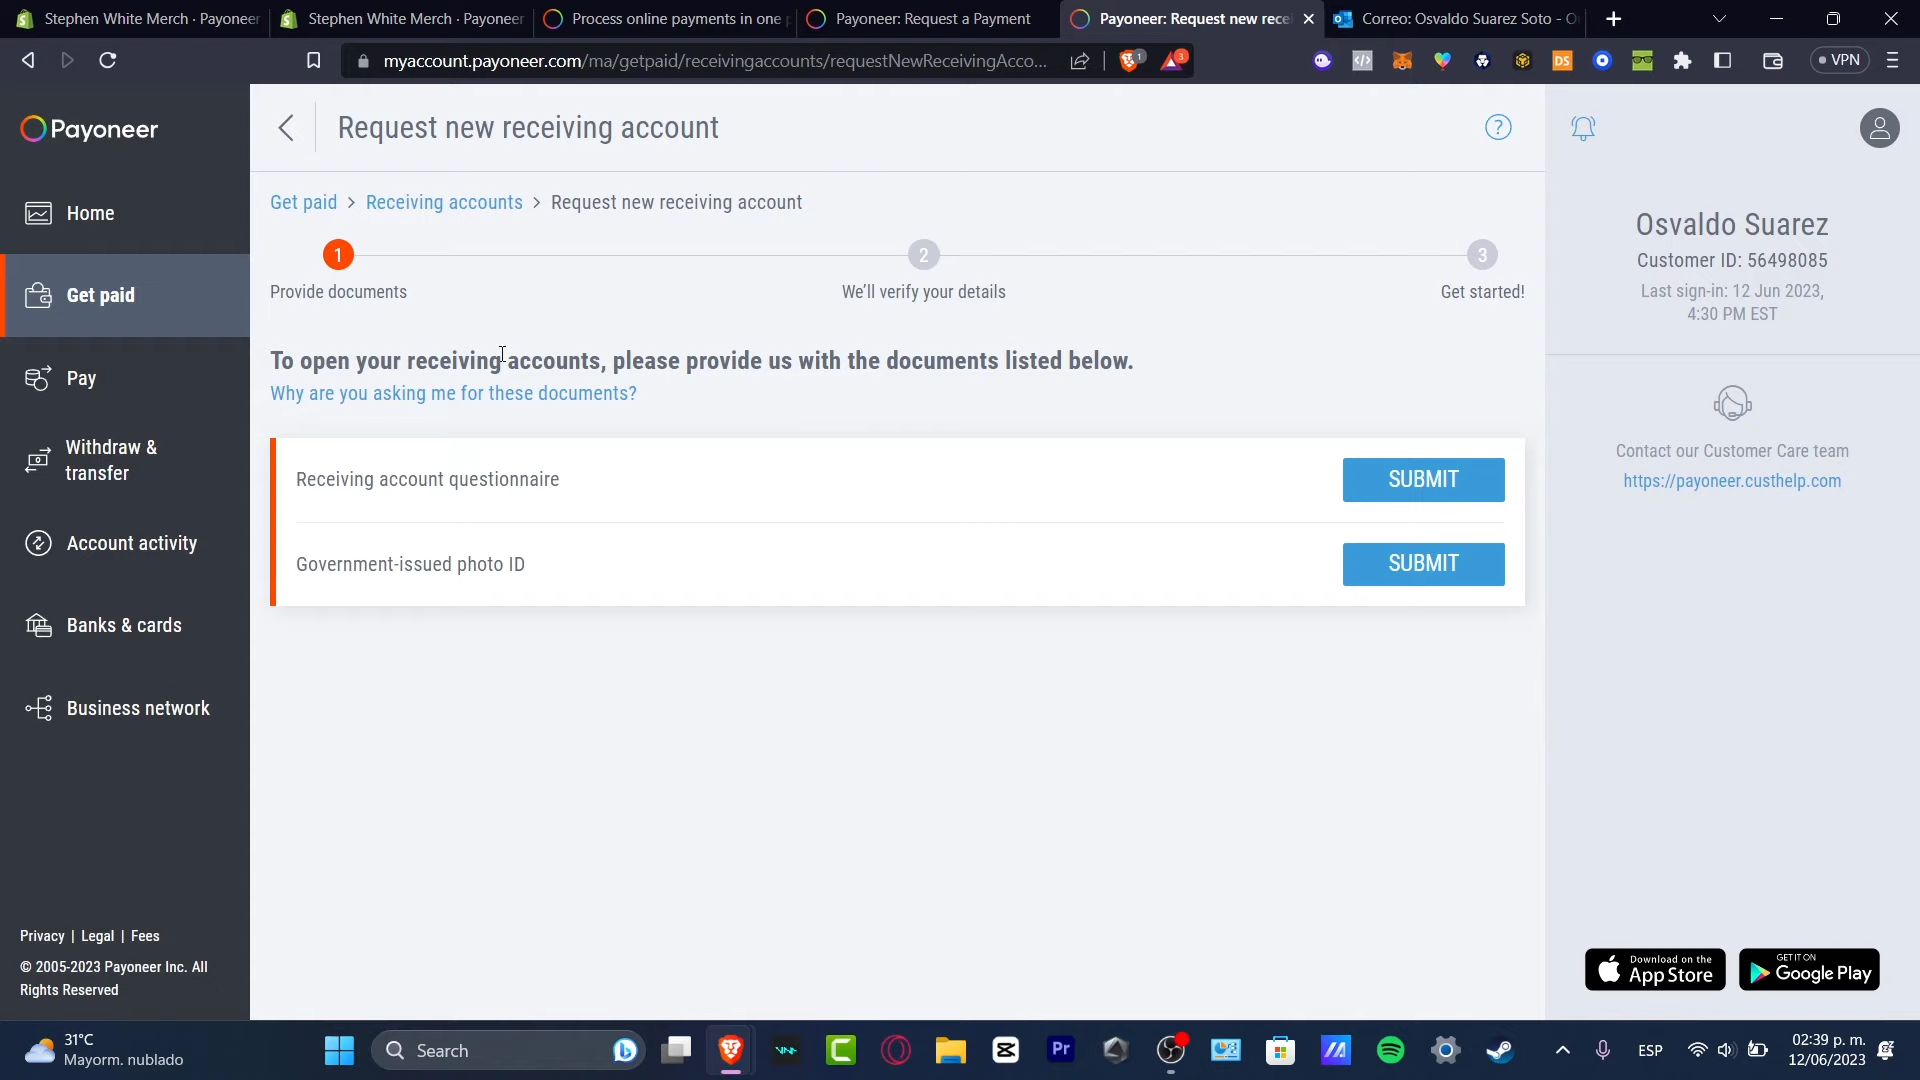 Stephen White Merch · Payoneer
Stephen White Merch · Payoneer
Process online payments in one
Payoneer: Request a Payment
Payoneer: Request new rece
Correo: Osvaldo Suarez Soto - O
myaccount.payoneer.com/ma/getpaid/receivingaccounts/requestNewReceivingAcco...
1
3
DS
VPN
Payoneer
Home
Get paid
Pay
Withdraw &
transfer
Account activity
Banks & cards
Business network
Privacy | Legal | Fees
© 2005-2023 Payoneer Inc. All
Rights Reserved
Request new receiving account
?
Get paid > Receiving accounts > Request new receiving account
1
2
3
Provide documents
We'll verify your details
Get started!
To open your receiving accounts, please provide us with the documents listed below.
Why are you asking me for these documents?
Receiving account questionnaire
SUBMIT
Government-issued photo ID
SUBMIT
Osvaldo Suarez
Customer ID: 56498085
Last sign-in: 12 Jun 2023,
4:30 PM EST
Contact our Customer Care team
https://payoneer.custhelp.com
Download on the
App Store
GET IT ON
Google Play
31°C
Mayorm. nublado
Search
Pr
ESP
02:39 p. m.
12/06/2023